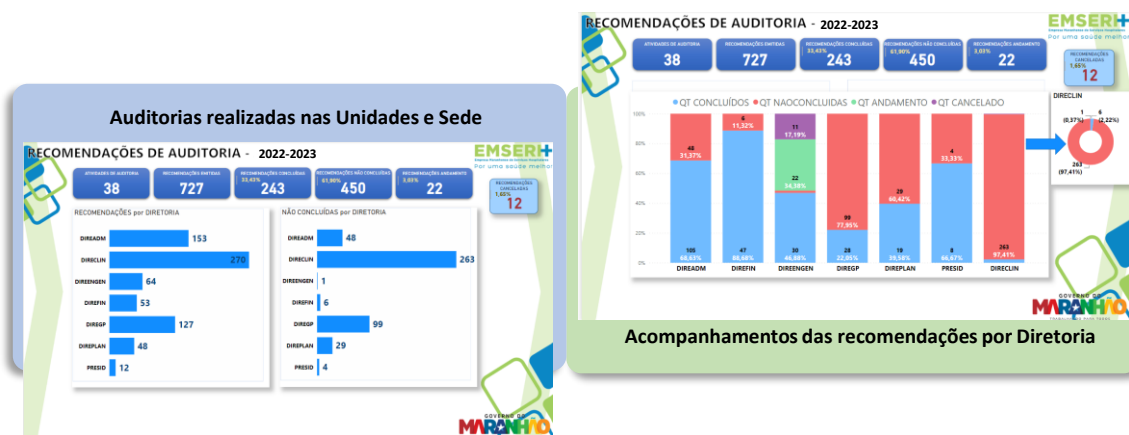 Auditorias realizadas nas Unidades e Sede
RECOMENDAÇÕES DE AUDITORIA - 2022-2023
EMSERH
Por uma saúde melhor
ATIVIDADES DE AUDITORIA
38
RECOMENDAÇÕES EMITIDAS
727
RECOMENDAÇÕES CONCLUÍDAS
33,43%
243
RECOMENDAÇÕES NÃO CONCLUÍDAS
61,90%
450
RECOMENDAÇÕES ANDAMENTO
3,03%
22
RECOMENDAÇÕES CANCELADAS
1,65%
12
RECOMENDAÇÕES por DIRETORIA
DIREADM 153
DIRECLIN 270
DIREENGEN 64
DIREFIN 53
DIREGP 127
DIREPLAN 48
PRESID 12
NÃO CONCLUÍDAS por DIRETORIA
DIREADM 48
DIRECLIN 263
DIREENGEN 1
DIREFIN 6
DIREGP 99
DIREPLAN 29
PRESID 4
GOVERNO DO
MARANHÃO
RECOMENDAÇÕES DE AUDITORIA - 2022-2023
EMSERH
Por uma saúde melhor
ATIVIDADES DE AUDITORIA
38
RECOMENDAÇÕES EMITIDAS
727
RECOMENDAÇÕES CONCLUÍDAS
33,43%
243
RECOMENDAÇÕES NÃO CONCLUÍDAS
61,90%
450
RECOMENDAÇÕES ANDAMENTO
3,03%
22
RECOMENDAÇÕES CANCELADAS
1,65%
12
QT CONCLUÍDOS QT NAOCONCLUIDAS QT ANDAMENTO QT CANCELADO
100%
80%
60%
40%
20%
0%
48
31,37%
105
68,63%
DIREADM
6
11,32%
47
88,68%
DIREFIN
11
17,19%
22
34,38%
30
46,88%
DIREENGEN
99
77,95%
28
22,05%
DIREGP
29
60,42%
19
39,58%
DIREPLAN
4
33,33%
8
66,67%
PRESID
263
97,41%
DIRECLIN
DIRECLIN
1
(0,37%)
6
(2,22%)
263
(97,41%)
GOVERNO DO
MARANHÃO
Acompanhamentos das recomendações por Diretoria